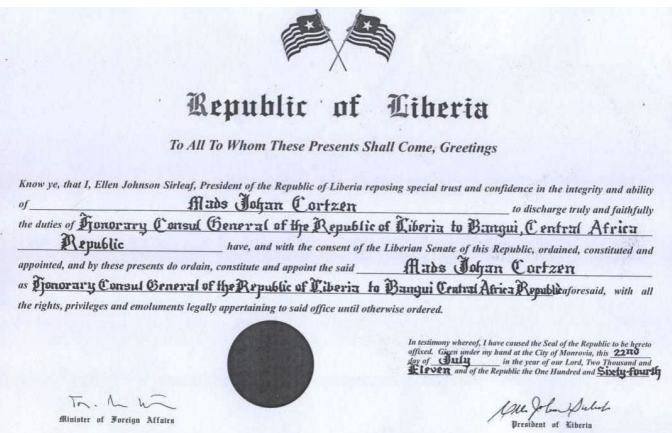 Republic of Liberia
To All To Whom These Presents Shall Come, Greetings
Know ye, that I, Ellen Johnson Sirleaf, President of the Republic of Liberia reposing special trust and confidence in the integrity and ability
of Mads Johan Cortzen to discharge truly and faithfully
the duties of Honorary Consul General of the Republic of Liberia to Bangui, Central Africa
Republic have, and with the consent of the Liberian Senate of this Republic, ordained, constituted and
appointed, and by these presents do ordain, constitute and appoint the said Mads Johan Cortzen
as Honorary Consul General of the Republic of Liberia to Bangui Central Africa Republic aforesaid, with all
the rights, privileges and emoluments legally appertaining to said office until otherwise ordered.
In testimony whereof, I have caused the Seal of the Republic to be hereto
affixed. Given under my hand at the City of Monrovia, this 22nd
day of July in the year of our Lord, Two Thousand and
Eleven and of the Republic the One Hundred and Sixty-fourth
Minister of Foreign Affairs
President of Liberia